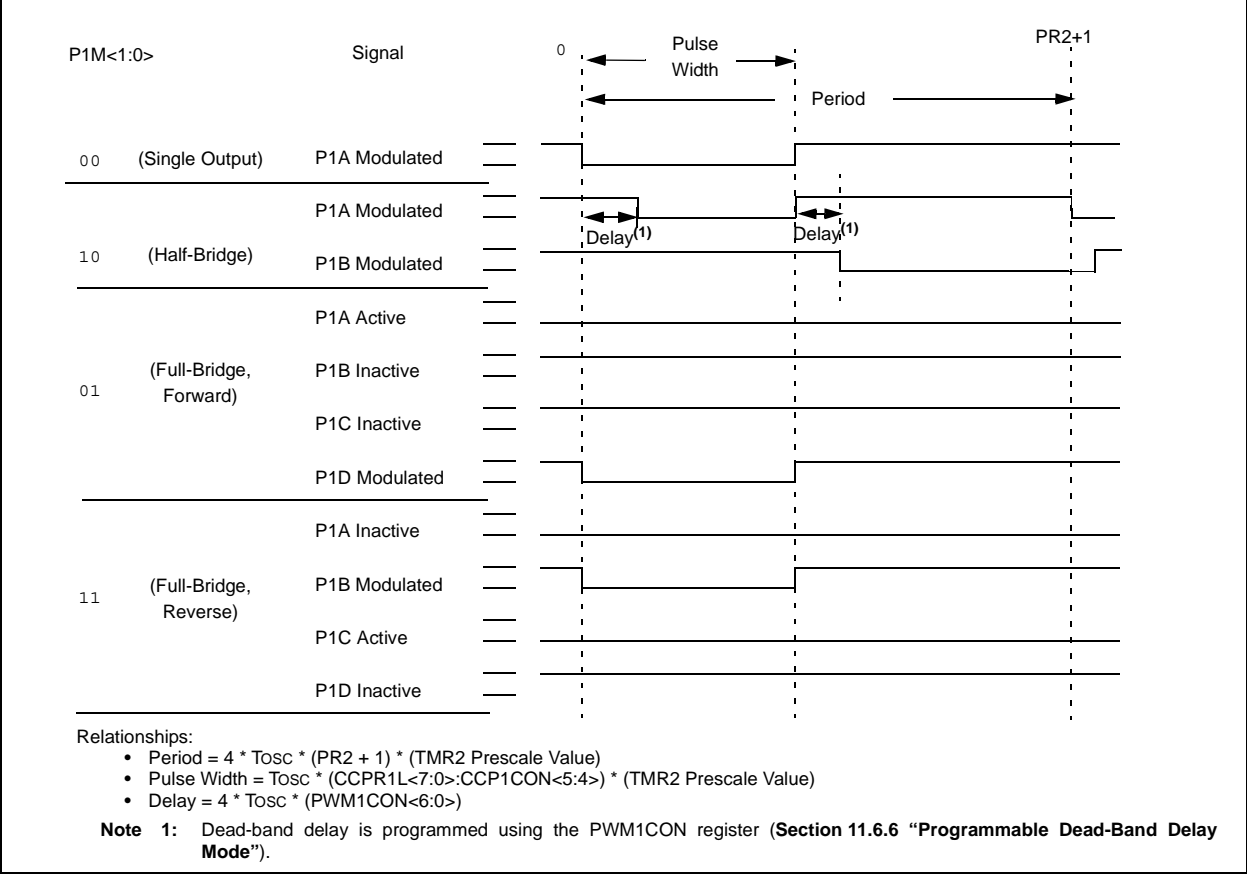 P1M<1:0> Signal 0 Pulse Width PR2+1
Period
00 (Single Output) P1A Modulated
P1A Modulated
Delay(1) Delay(1)
10 (Half-Bridge) P1B Modulated
P1A Active
01 (Full-Bridge, Forward) P1B Inactive
P1C Inactive
P1D Modulated
P1A Inactive
11 (Full-Bridge, Reverse) P1B Modulated
P1C Active
P1D Inactive
Relationships:
• Period = 4 * TOSC * (PR2 + 1) * (TMR2 Prescale Value)
• Pulse Width = TOSC * (CCPR1L<7:0>:CCP1CON<5:4>) * (TMR2 Prescale Value)
• Delay = 4 * TOSC * (PWM1CON<6:0>)
Note 1: Dead-band delay is programmed using the PWM1CON register (Section 11.6.6 “Programmable Dead-Band Delay
Mode”).